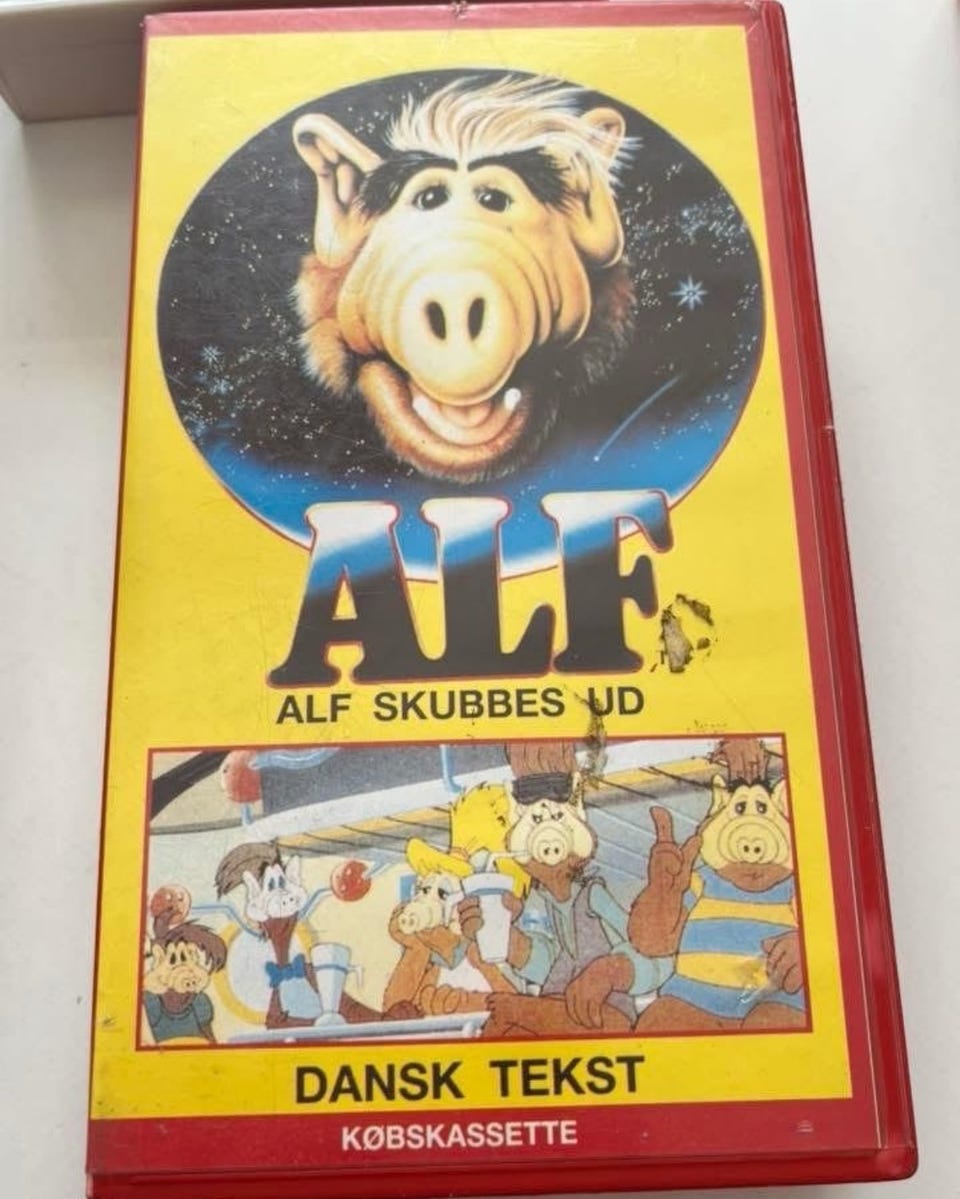 ALF
ALF SKUBBES UD
DANSK TEKST
KØBSKASSETTE